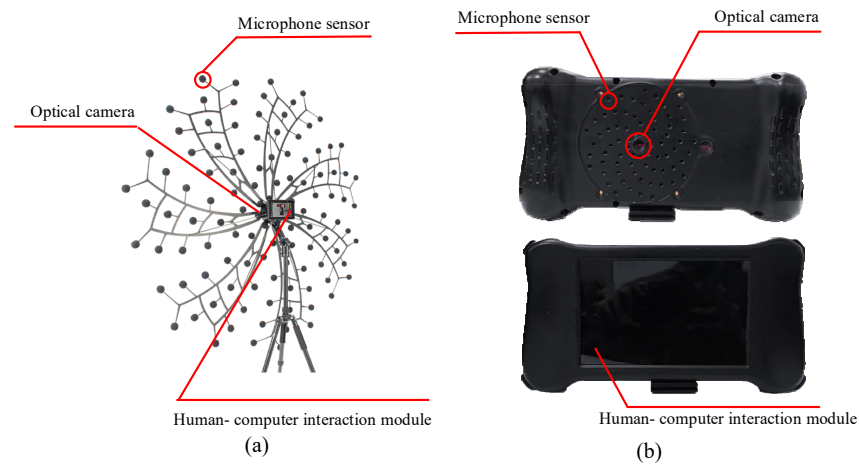 Microphone sensor
Optical camera
Human- computer interaction module
(a)
Microphone sensor
Optical camera
Human- computer interaction module
(b)